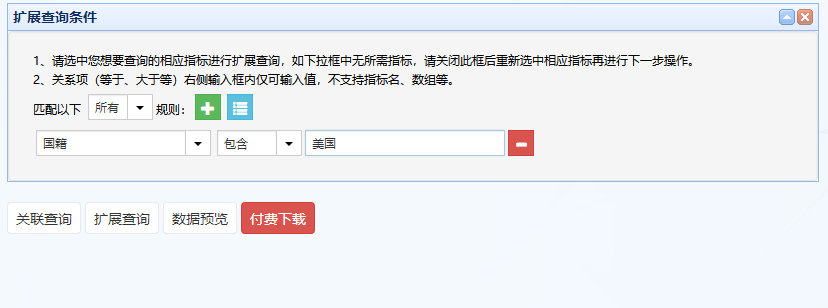 扩展查询条件
1、请选中您想要查询的相应指标进行扩展查询，如下拉框中无所需指标，请关闭此框后重新选中相应指标再进行下一步操作。
2、关系项（等于、大于等）右侧输入框内仅可输入值，不支持指标名、数组等。
匹配以下 所有 规则：
国籍 包含 美国
关联查询 扩展查询 数据预览 付费下载